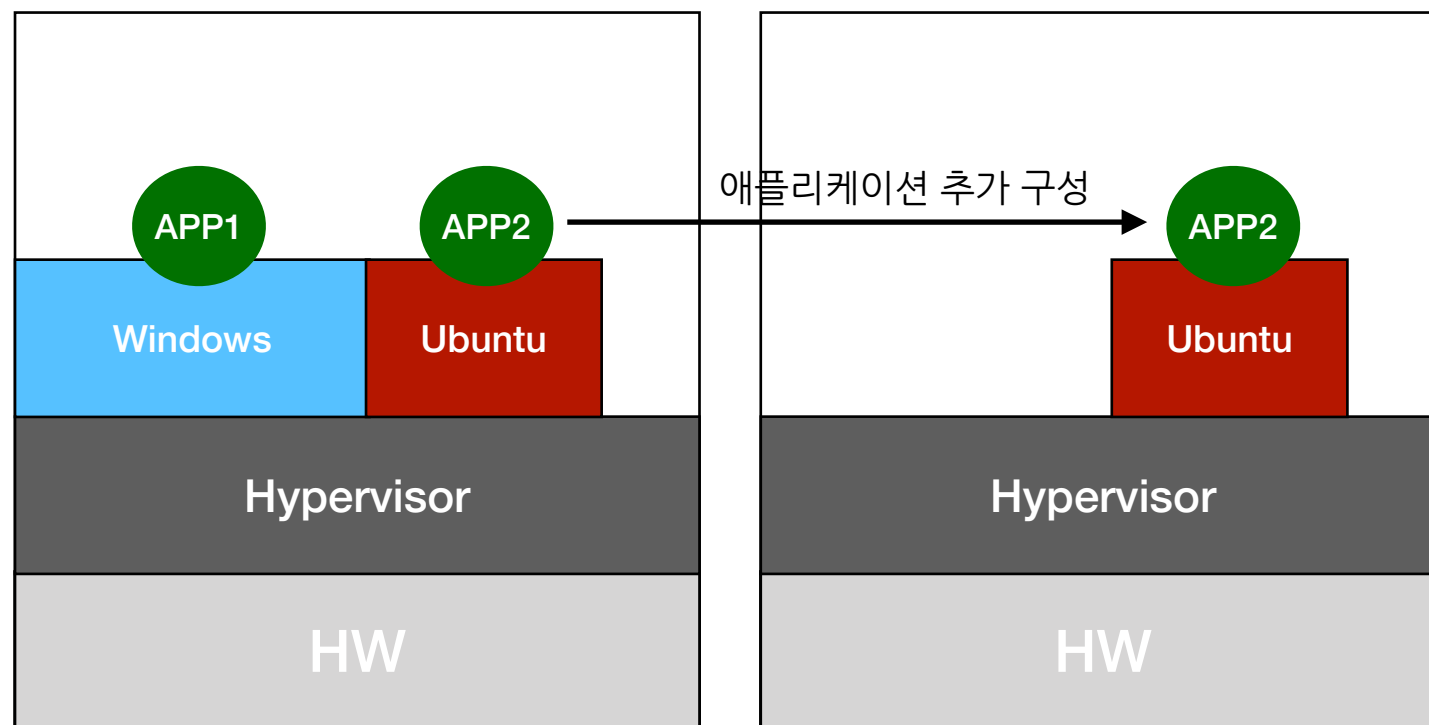 애플리케이션 추가 구성
APP1
APP2
APP2
Windows
Ubuntu
Ubuntu
Hypervisor
Hypervisor
HW
HW